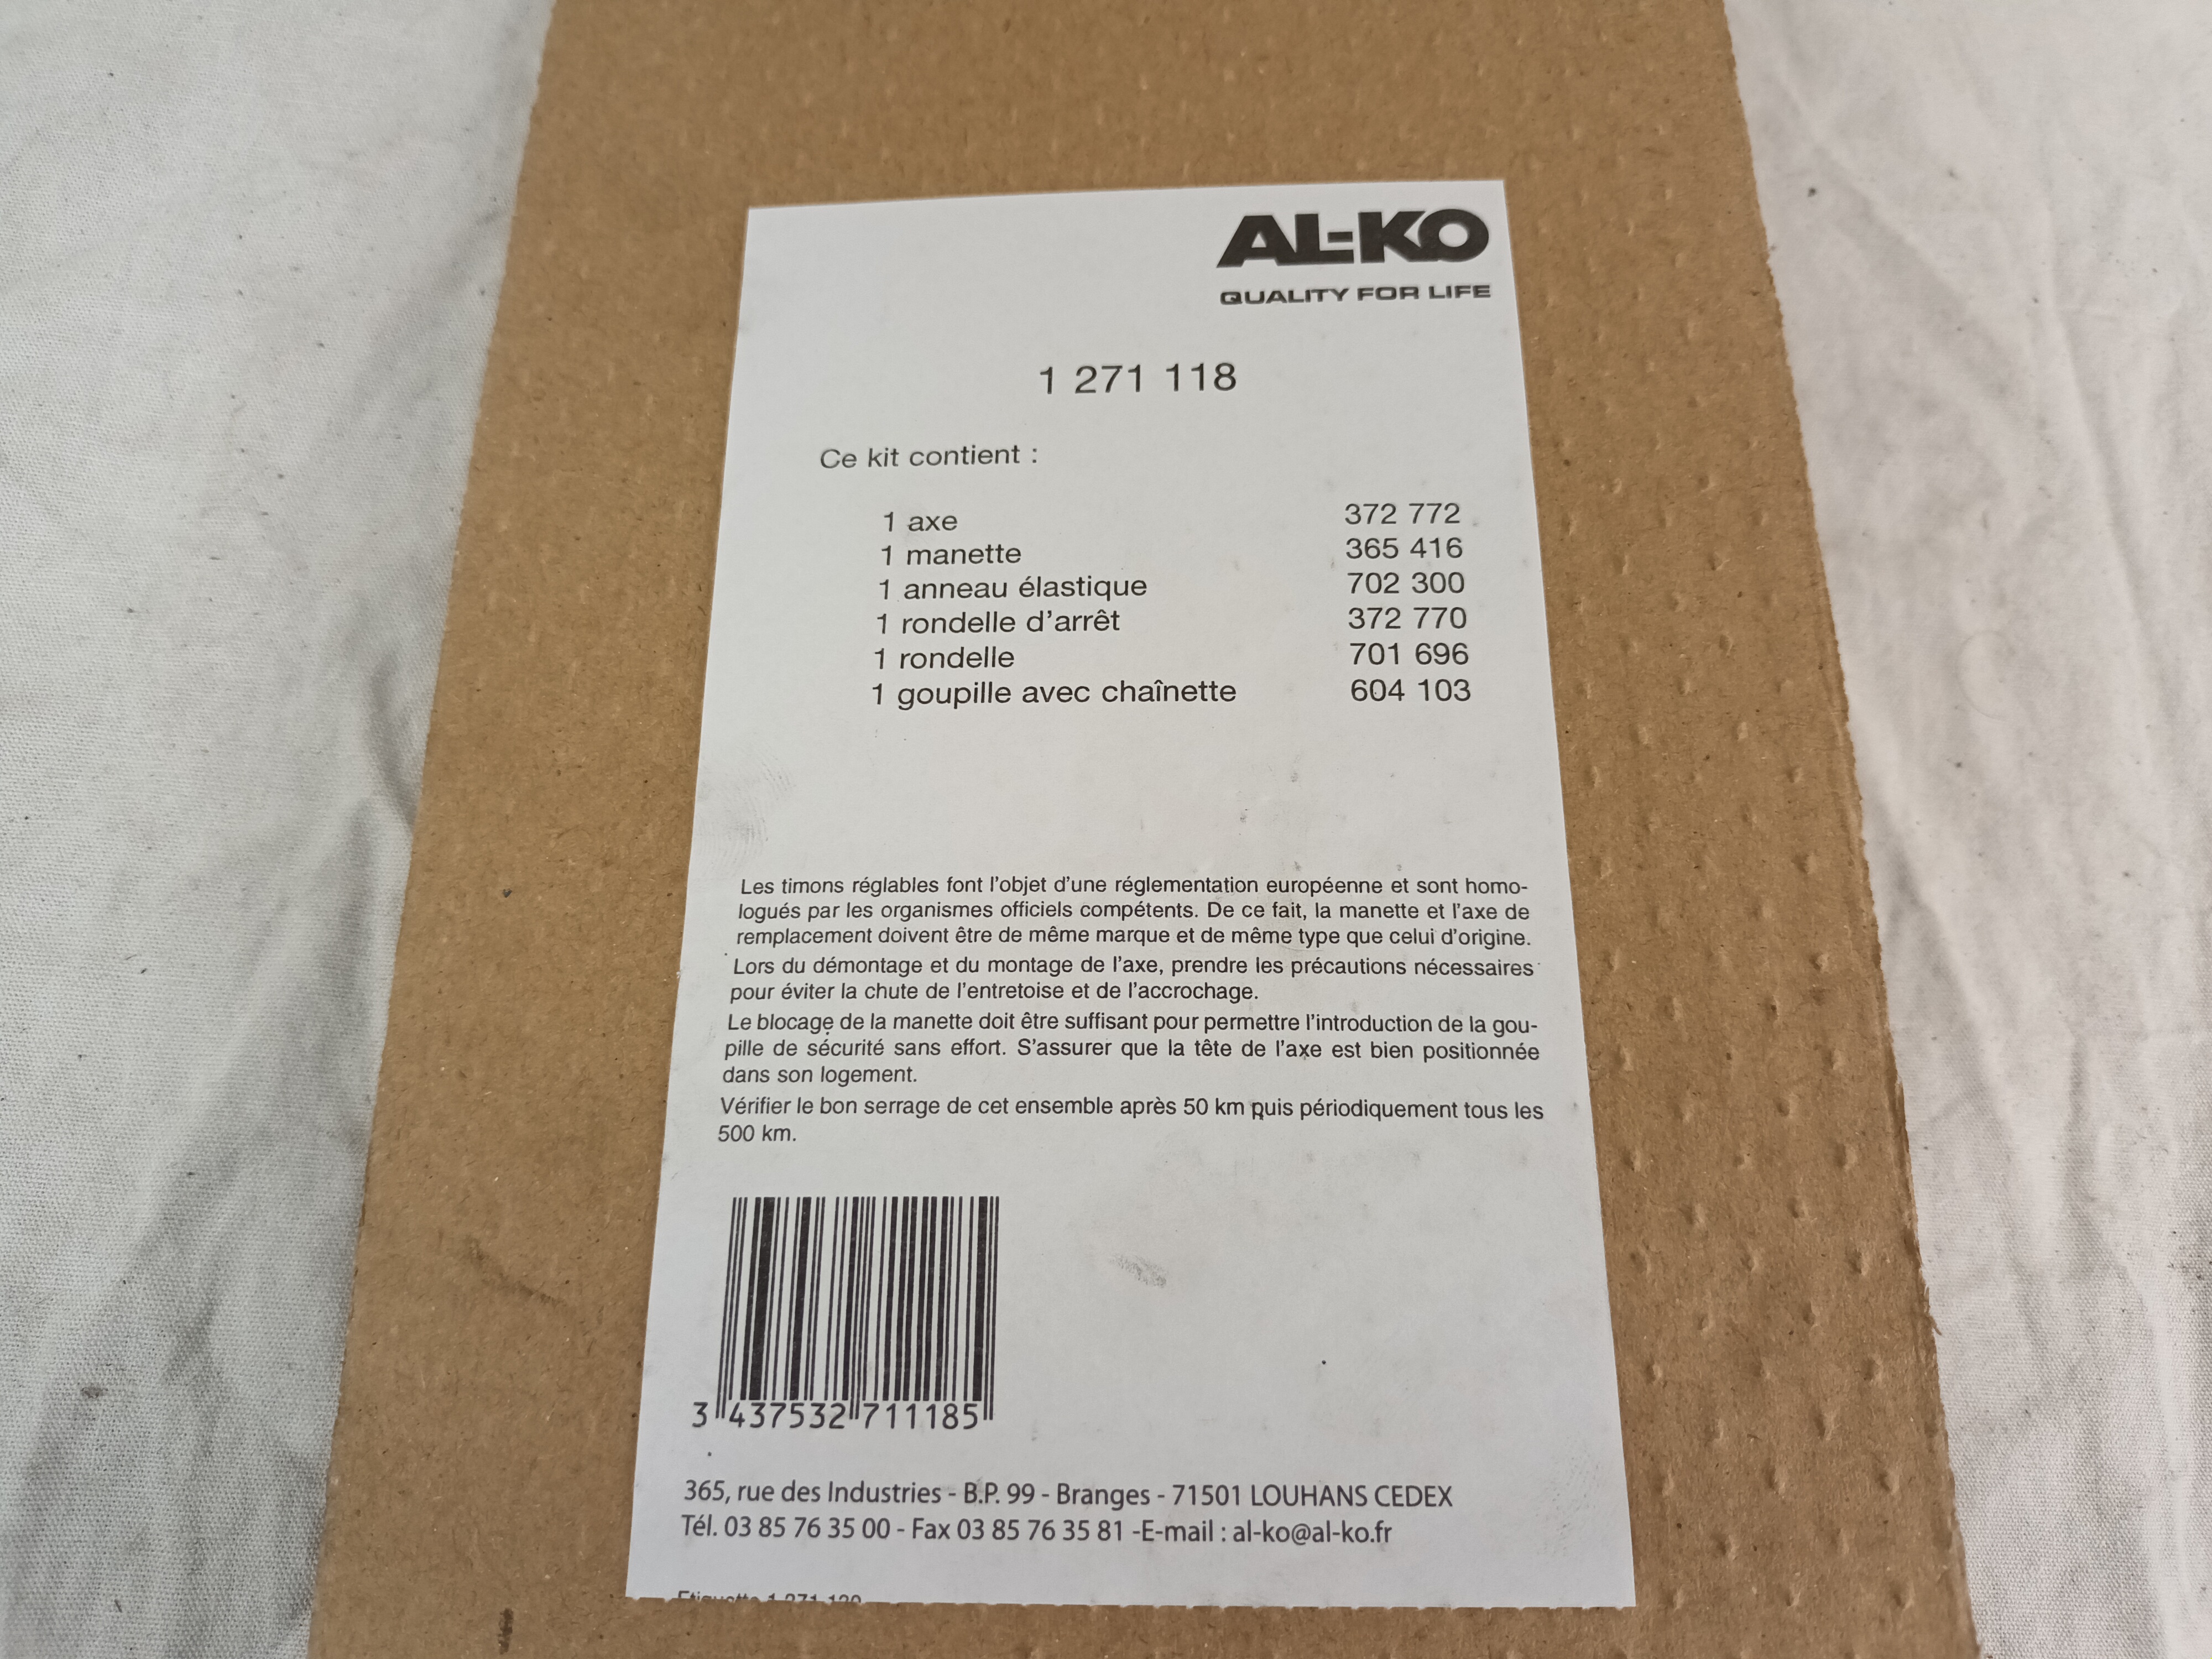 AL-KO
QUALITY FOR LIFE
1 271 118
Ce kit contient :
1 axe 372 772
1 manette 365 416
1 anneau élastique 702 300
1 rondelle d'arrêt 372 770
1 rondelle 701 696
1 goupille avec chaînette 604 103
Les timons réglables font l'objet d'une réglementation européenne et sont homo-
logués par les organismes officiels compétents. De ce fait, la manette et l'axe de
remplacement doivent être de même marque et de même type que celui d'origine.
Lors du démontage et du montage de l'axe, prendre les précautions nécessaires
pour éviter la chute de l'entretoise et de l'accrochage.
Le blocage de la manette doit être suffisant pour permettre l'introduction de la gou-
pille de sécurité sans effort. S'assurer que la tête de l'axe est bien positionnée
dans son logement.
Vérifier le bon serrage de cet ensemble après 50 km puis périodiquement tous les
500 km.
3 437532 711185
365, rue des Industries - B.P. 99 - Branges - 71501 LOUHANS CEDEX
Tél. 03 85 76 35 00 - Fax 03 85 76 35 81 -E-mail : al-ko@al-ko.fr
Etiquette 1 271